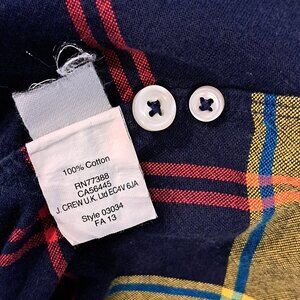 100% Cotton
RN77388
CA56445
J. CREW U.K. Ltd EC4V 6JA
Style 03034
FA 13